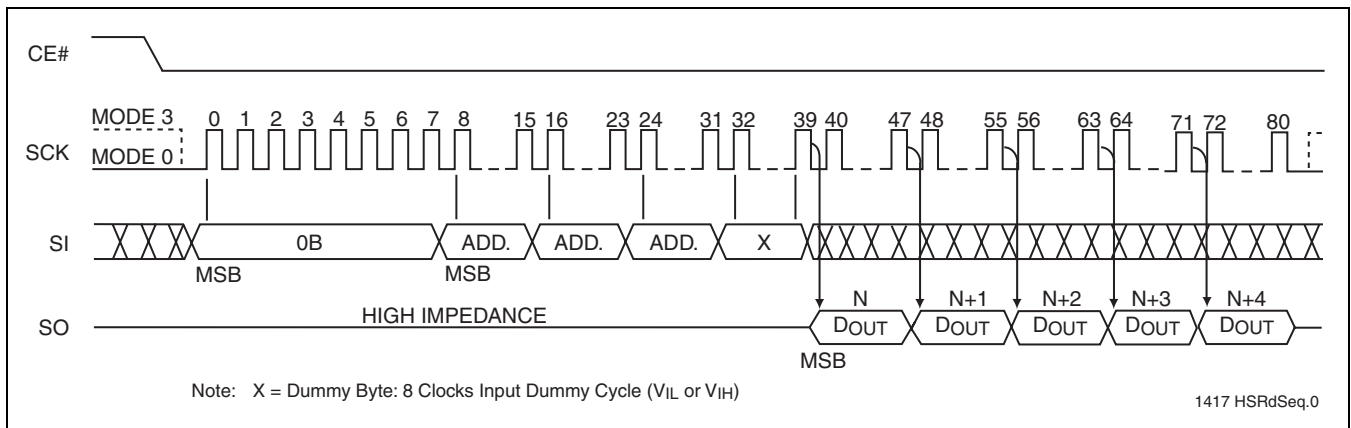 CE#
MODE 3
0 1 2 3 4 5 6 7 8 15 16 23 24 31 32 39 40 47 48 55 56 63 64 71 72 80
SCK
MODE 0
SI 0B ADD. ADD. ADD. X
MSB MSB
N N+1 N+2 N+3 N+4
HIGH IMPEDANCE
SO DOUT DOUT DOUT DOUT DOUT
MSB
Note: X = Dummy Byte: 8 Clocks Input Dummy Cycle (VIL or VIH)
1417 HSRdSeq.0